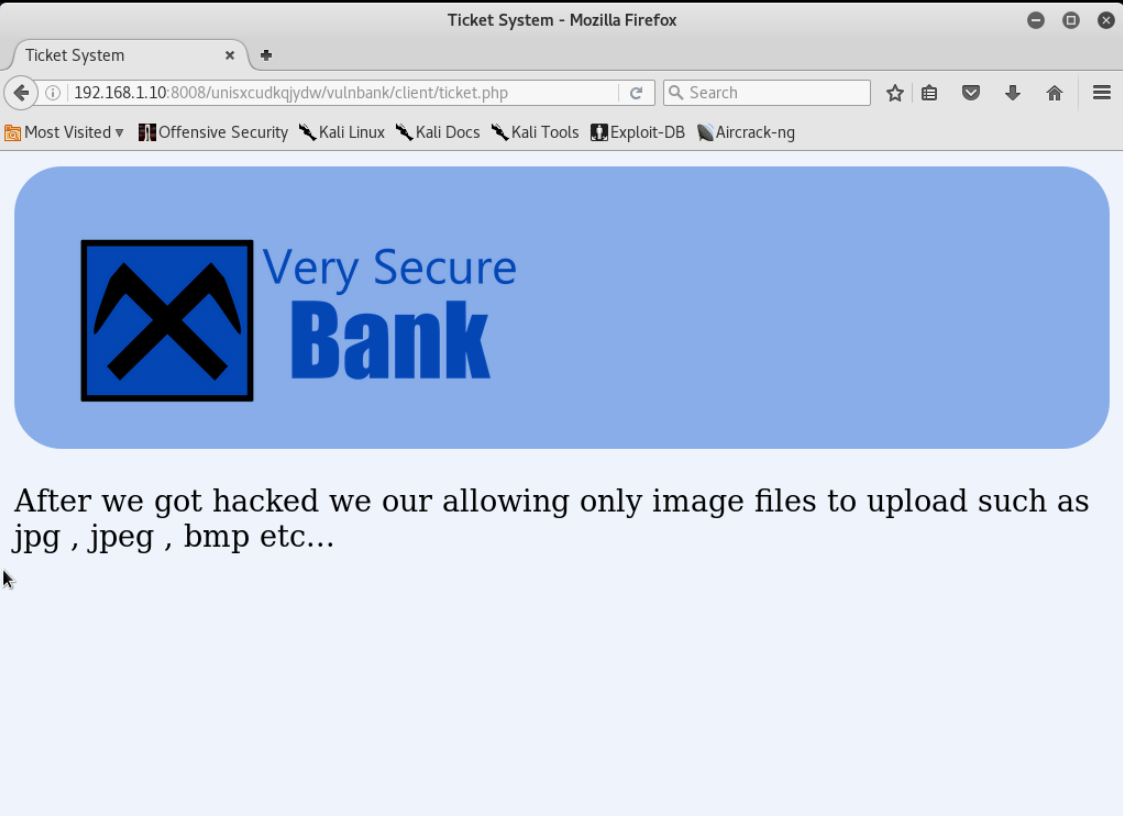 Ticket System - Mozilla Firefox
Ticket System
192.168.1.10:8008/unisxcudkqjydw/vulnbank/client/ticket.php
Search
Most Visited Offensive Security Kali Linux Kali Docs Kali Tools Exploit-DB Aircrack-ng
Very Secure
Bank
After we got hacked we our allowing only image files to upload such as
jpg , jpeg , bmp etc...